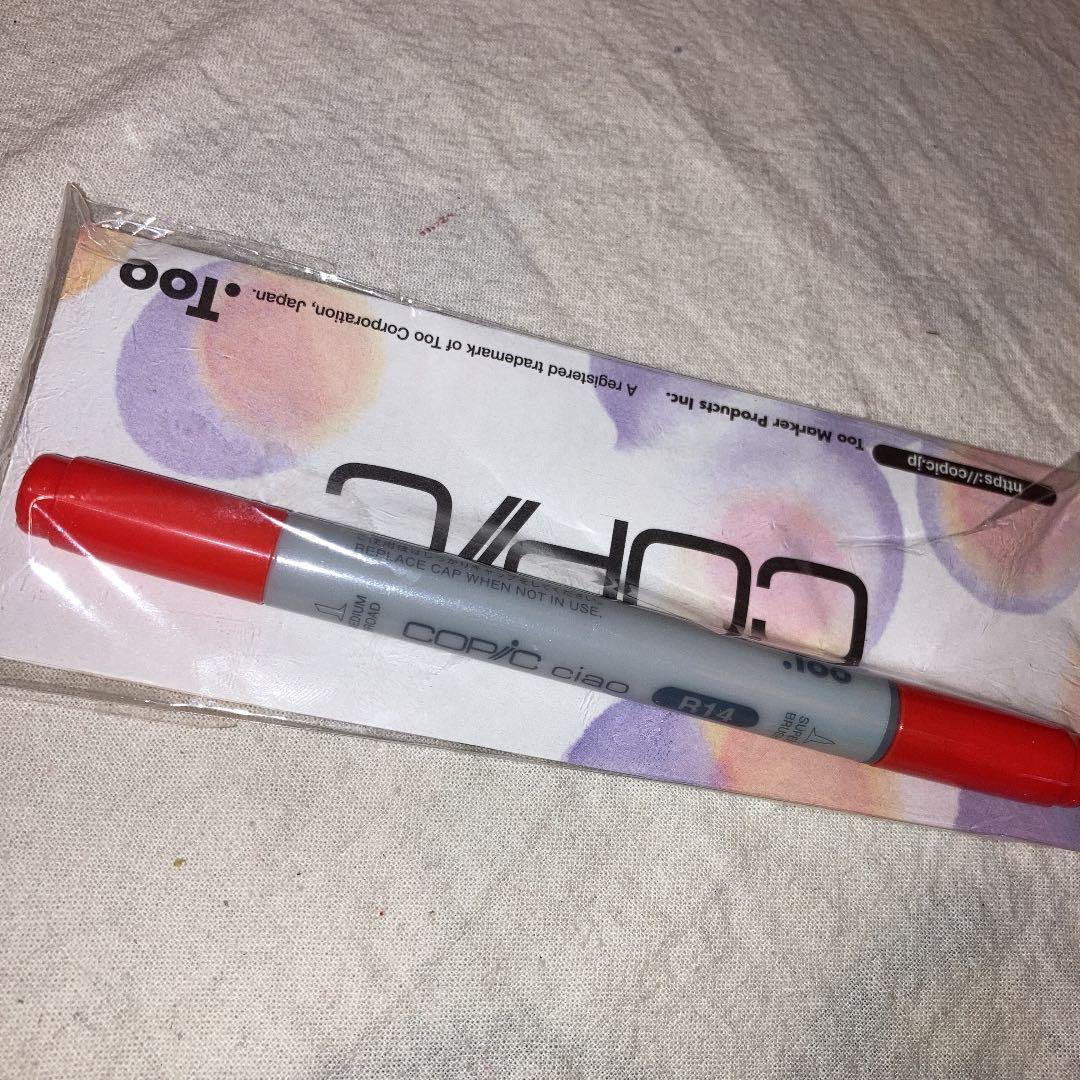 .Too
A registered trademark of Too Corporation, Japan.
Too Marker Products Inc.
https://copic.jp
COPIC
REPLACE CAP WHEN NOT IN USE.
COPIC ciao
R14
.Too